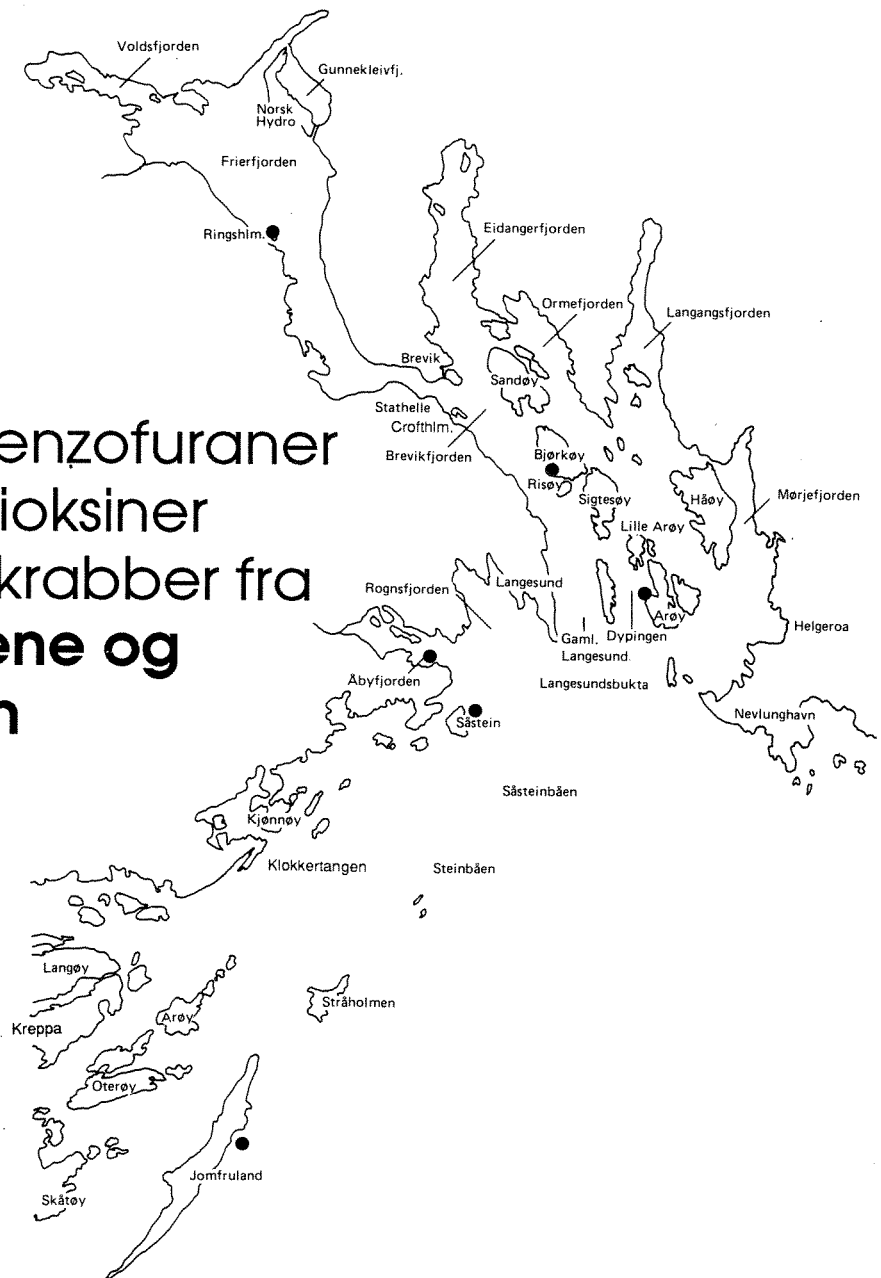 Voldsfjorden
Gunnekleivfj.
Norsk
Hydro
Frierfjorden
Ringshlm.
Eidangerfjorden
Ormefjorden
Langangsfjorden
Brevik
Sandøy
Stathelle
Crofthlm.
Brevikfjorden
Bjørkøy
Risøy
Sigtesøy
Håøy
Mørjefjorden
Lille Arøy
enzofuraner
ioksiner
krabber fra
ene og
n
Rognsfjorden
Langesund
Arøy
Gaml.
Langesund.
Dypingen
Helgeroa
Åbyfjorden
Langesundsbukta
Såstein
Nevlunghavn
Såsteinbåen
Kjønnøy
Klokkertangen
Steinbåen
Langøy
Stråholmen
Arøy
Kreppa
Oterøy
Jomfruland
Skåtøy